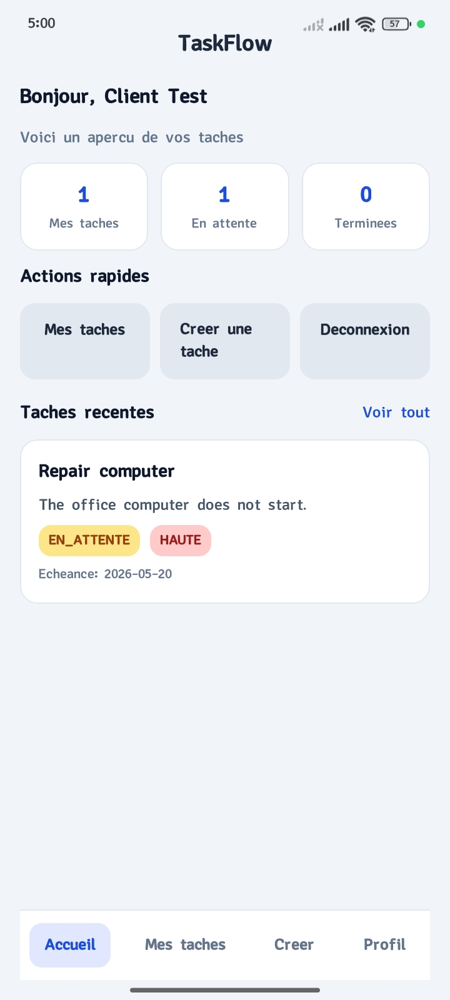 5:00
57
TaskFlow
Bonjour, Client Test
Voici un apercu de vos taches
1
Mes taches
1
En attente
0
Terminees
Actions rapides
Mes taches
Creer une
tache
Deconnexion
Taches recentes
Voir tout
Repair computer
The office computer does not start.
EN_ATTENTE
HAUTE
Echeance: 2026-05-20
Accueil
Mes taches
Creer
Profil